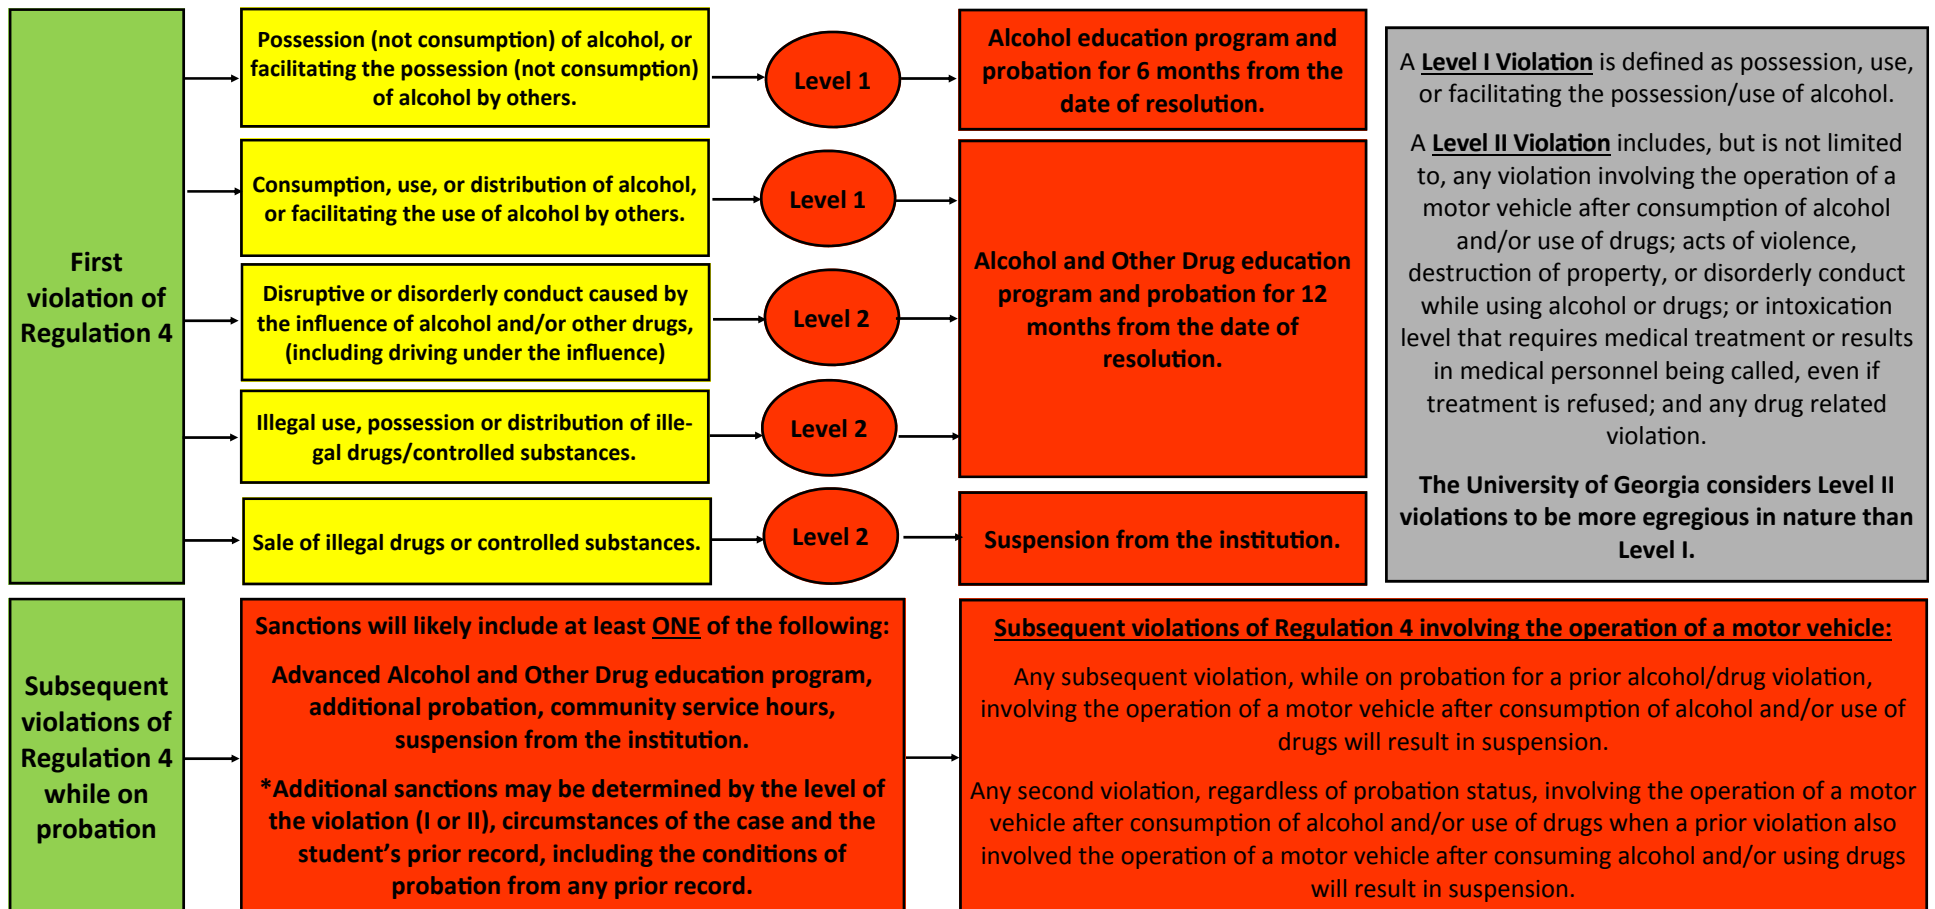 First
violation of
Regulation 4
Possession (not consumption) of alcohol, or
facilitating the possession (not consumption)
of alcohol by others.
Level 1
Alcohol education program and
probation for 6 months from the
date of resolution.
Consumption, use, or distribution of alcohol,
or facilitating the use of alcohol by others.
Level 1
Disruptive or disorderly conduct caused by
the influence of alcohol and/or other drugs,
(including driving under the influence)
Level 2
Illegal use, possession or distribution of ille-
gal drugs/controlled substances.
Level 2
Alcohol and Other Drug education
program and probation for 12
months from the date of
resolution.
Sale of illegal drugs or controlled substances.
Level 2
Suspension from the institution.
A Level I Violation is defined as possession, use,
or facilitating the possession/use of alcohol.
A Level II Violation includes, but is not limited
to, any violation involving the operation of a
motor vehicle after consumption of alcohol
and/or use of drugs; acts of violence,
destruction of property, or disorderly conduct
while using alcohol or drugs; or intoxication
level that requires medical treatment or results
in medical personnel being called, even if
treatment is refused; and any drug related
violation.
The University of Georgia considers Level II
violations to be more egregious in nature than
Level I.
Subsequent
violations of
Regulation 4
while on
probation
Sanctions will likely include at least ONE of the following:
Advanced Alcohol and Other Drug education program,
additional probation, community service hours,
suspension from the institution.
*Additional sanctions may be determined by the level of
the violation (I or II), circumstances of the case and the
student's prior record, including the conditions of
probation from any prior record.
Subsequent violations of Regulation 4 involving the operation of a motor vehicle:
Any subsequent violation, while on probation for a prior alcohol/drug violation,
involving the operation of a motor vehicle after consumption of alcohol and/or use of
drugs will result in suspension.
Any second violation, regardless of probation status, involving the operation of a motor
vehicle after consumption of alcohol and/or use of drugs when a prior violation also
involved the operation of a motor vehicle after consuming alcohol and/or using drugs
will result in suspension.